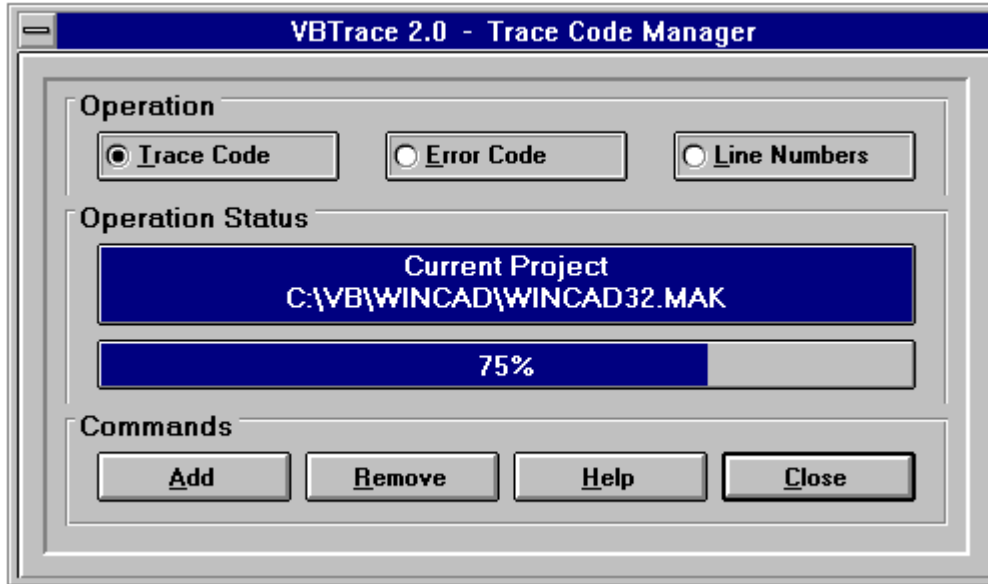 VBTrace 2.0 - Trace Code Manager
Operation
Trace Code
Error Code
Line Numbers
Operation Status
Current Project
C:\VB\WINCAD\WINCAD32.MAK
75%
Commands
Add
Remove
Help
Close